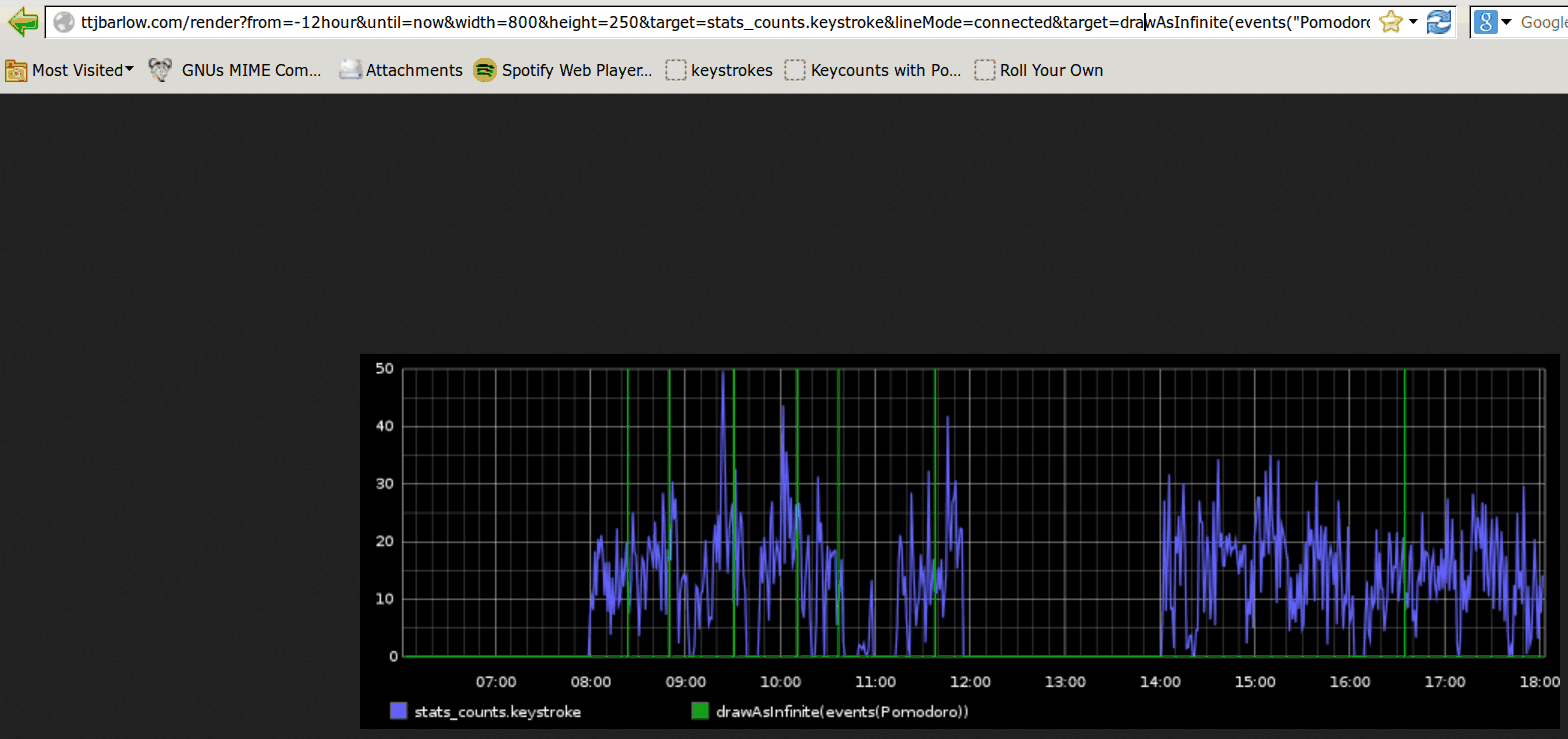 ttjbarlow.com/render?from=-12hour&until=now&width=800&height=250&target=stats_counts.keystroke&lineMode=connected&target=drawAsInfinite(events("Pomodoro
Google
Most Visited GNUs MIME Com... Attachments Spotify Web Player... keystrokes Keycounts with Po... Roll Your Own
50
40
30
20
10
0
07:00 08:00 09:00 10:00 11:00 12:00 13:00 14:00 15:00 16:00 17:00 18:00
stats_counts.keystroke drawAsInfinite(events(Pomodoro))